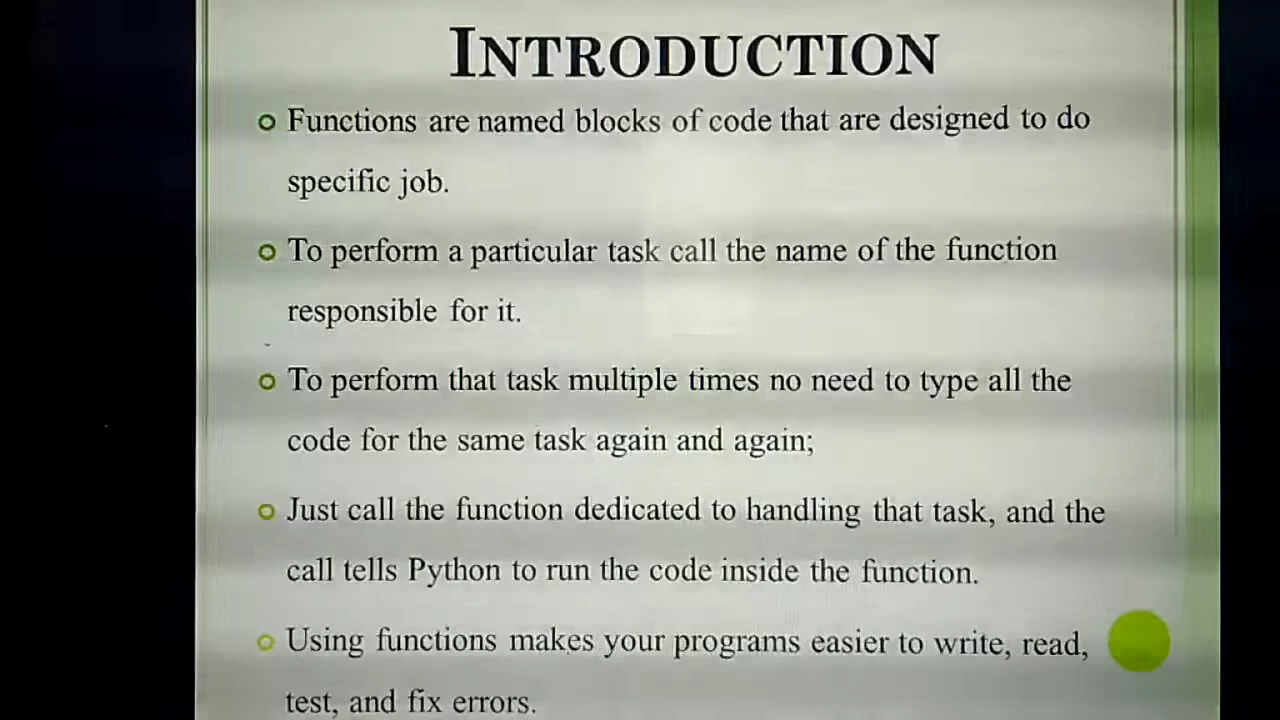 INTRODUCTION
Functions are named blocks of code that are designed to do
specific job.
To perform a particular task call the name of the function
responsible for it.
To perform that task multiple times no need to type all the
code for the same task again and again;
Just call the function dedicated to handling that task, and the
call tells Python to run the code inside the function.
Using functions makes your programs easier to write, read,
test, and fix errors.